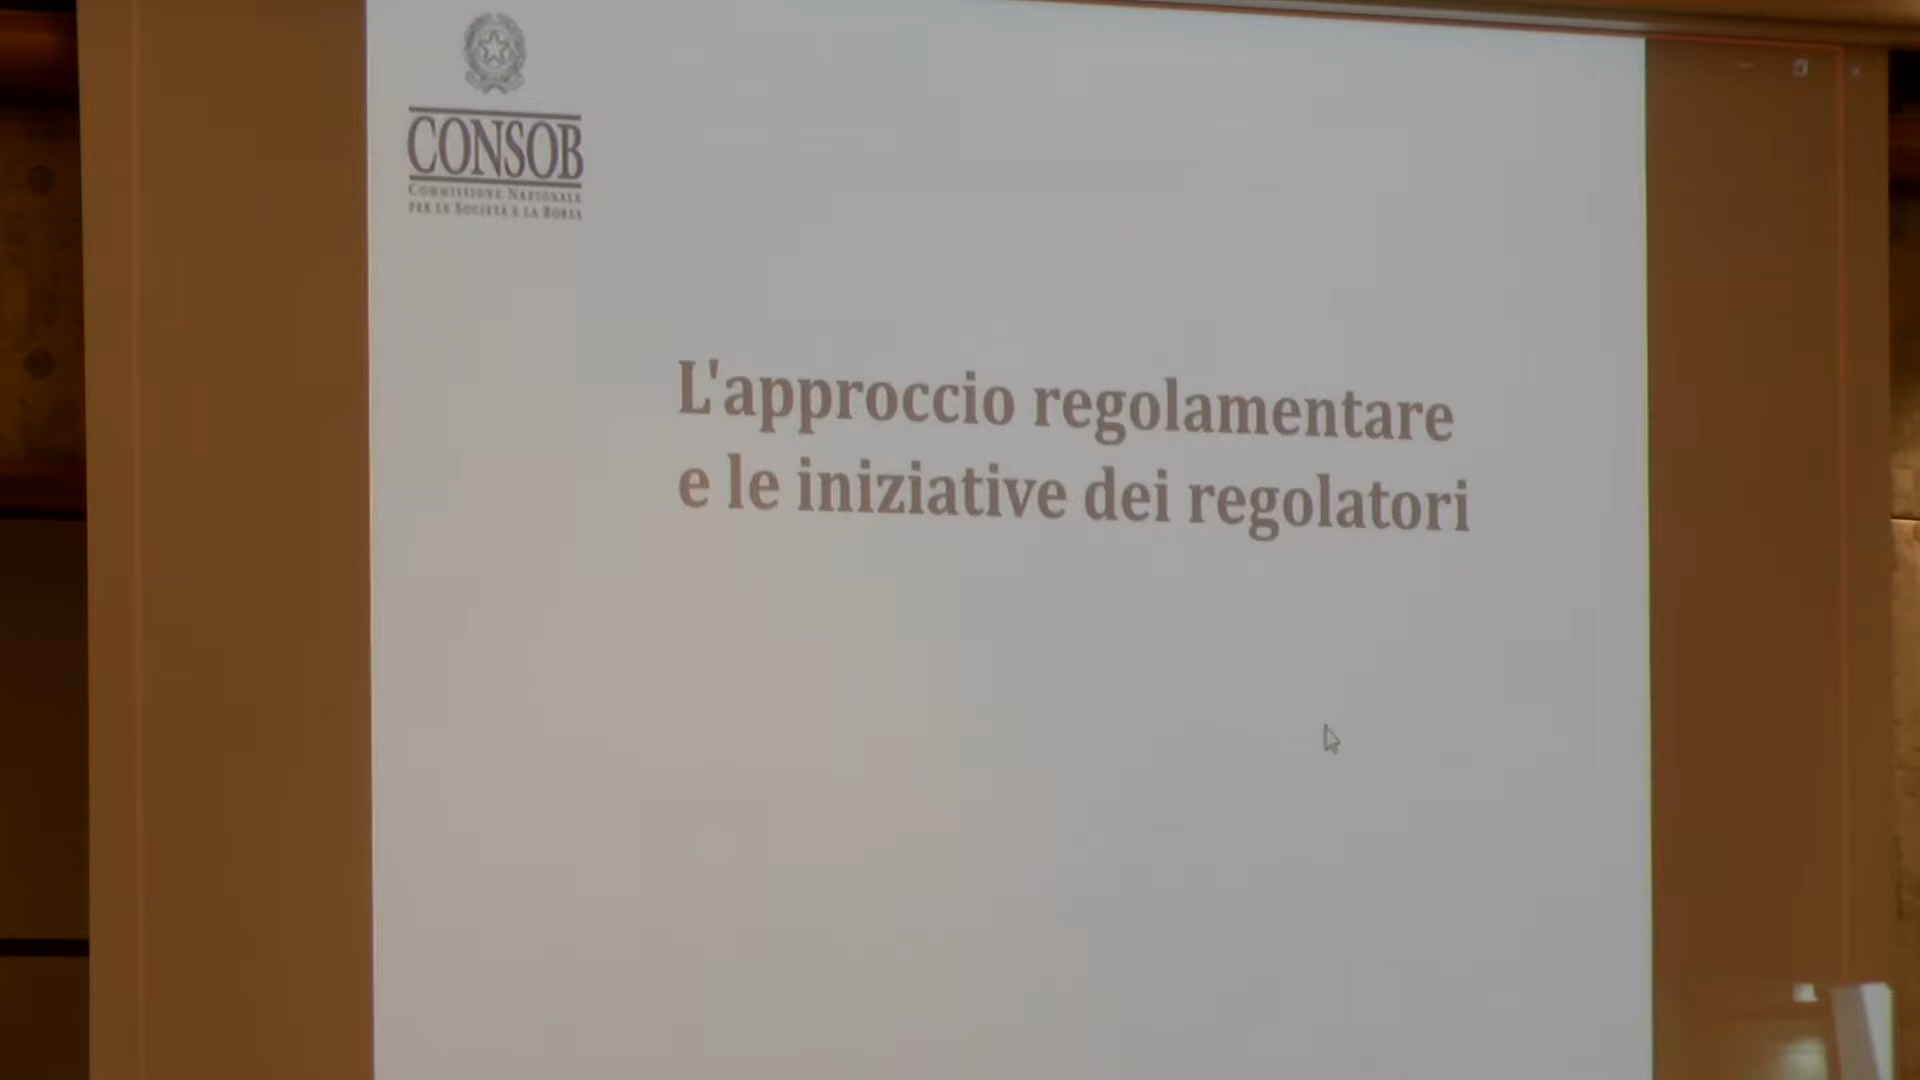 CONSOB
COMMISSIONE NAZIONALE
PER LE SOCIETÀ E LA BORSA
L'approccio regolamentare
e le iniziative dei regolatori